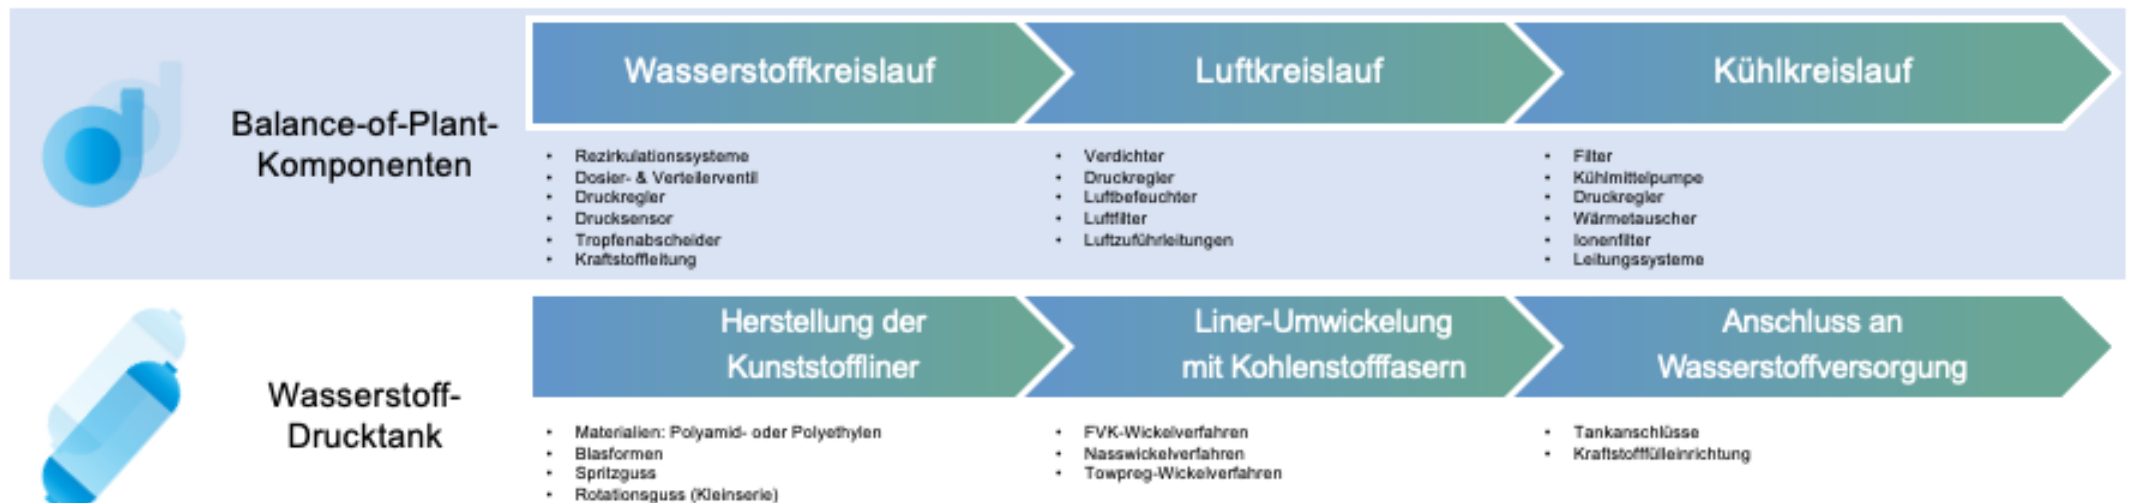 Balance-of-Plant-
Komponenten
Wasserstoffkreislauf
• Rezirkulationssysteme
• Dosier- & Verteilerventil
• Druckregler
• Drucksensor
• Tropfenabscheider
• Kraftstoffleitung
Luftkreislauf
• Verdichter
• Druckregler
• Luftbefeuchter
• Luftfilter
• Luftzuführleitungen
Kühlkreislauf
• Filter
• Kühlmittelpumpe
• Druckregler
• Wärmetauscher
• Ionenfilter
• Leitungssysteme
Wasserstoff-
Drucktank
Herstellung der
Kunststoffliner
• Materialien: Polyamid- oder Polyethylen
• Blasformen
• Spritzguss
• Rotationsguss (Kleinserie)
Liner-Umwickelung
mit Kohlenstofffasern
• FVK-Wickelverfahren
• Nasswickelverfahren
• Towpreg-Wickelverfahren
Anschluss an
Wasserstoffversorgung
• Tankanschlüsse
• Kraftstofffülleinrichtung